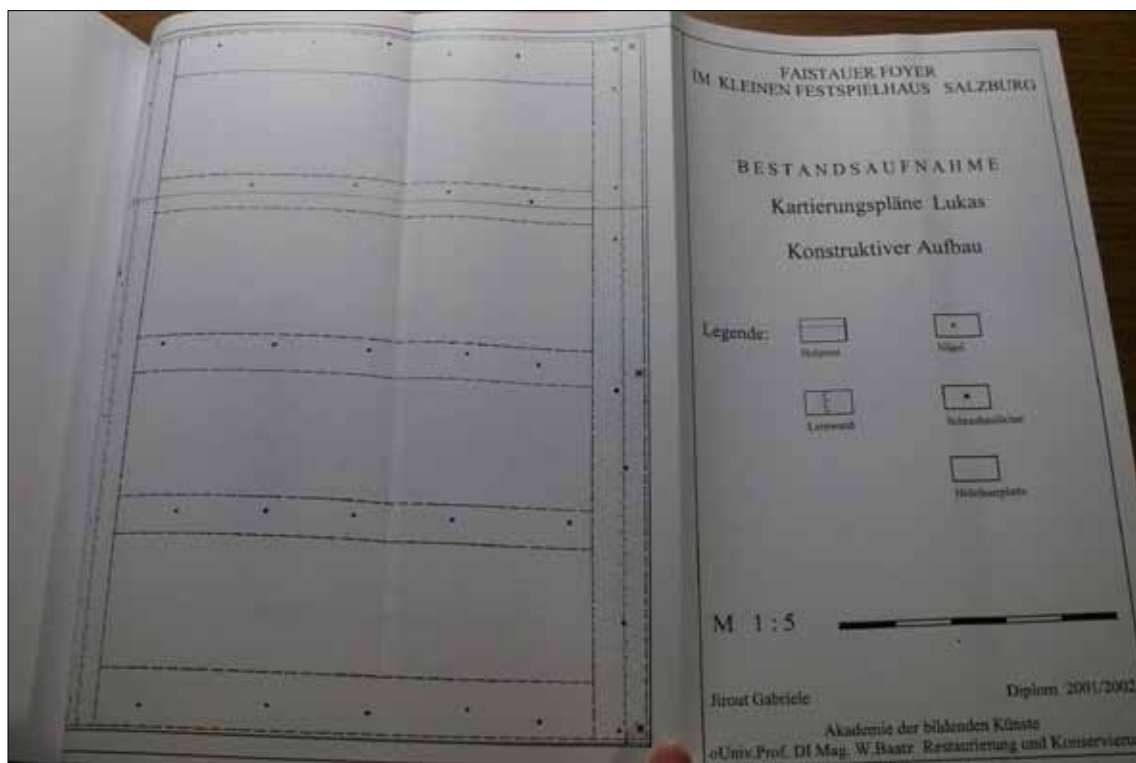 FAISTAUER FOYER
IM KLEINEN FESTSPIELHAUS SALZBURG
BESTANDSAUFNAHME
Kartierungspläne Lukas
Konstruktiver Aufbau
Legende:
Nägel
Leinwand
Schraubenlöcher
M 1:5
Jirout Gabriele
Diplom 2001/2002
Akademie der bildenden Künste
oUniv.Prof. DI Mag. W.Baatz Restaurierung und Konservierung